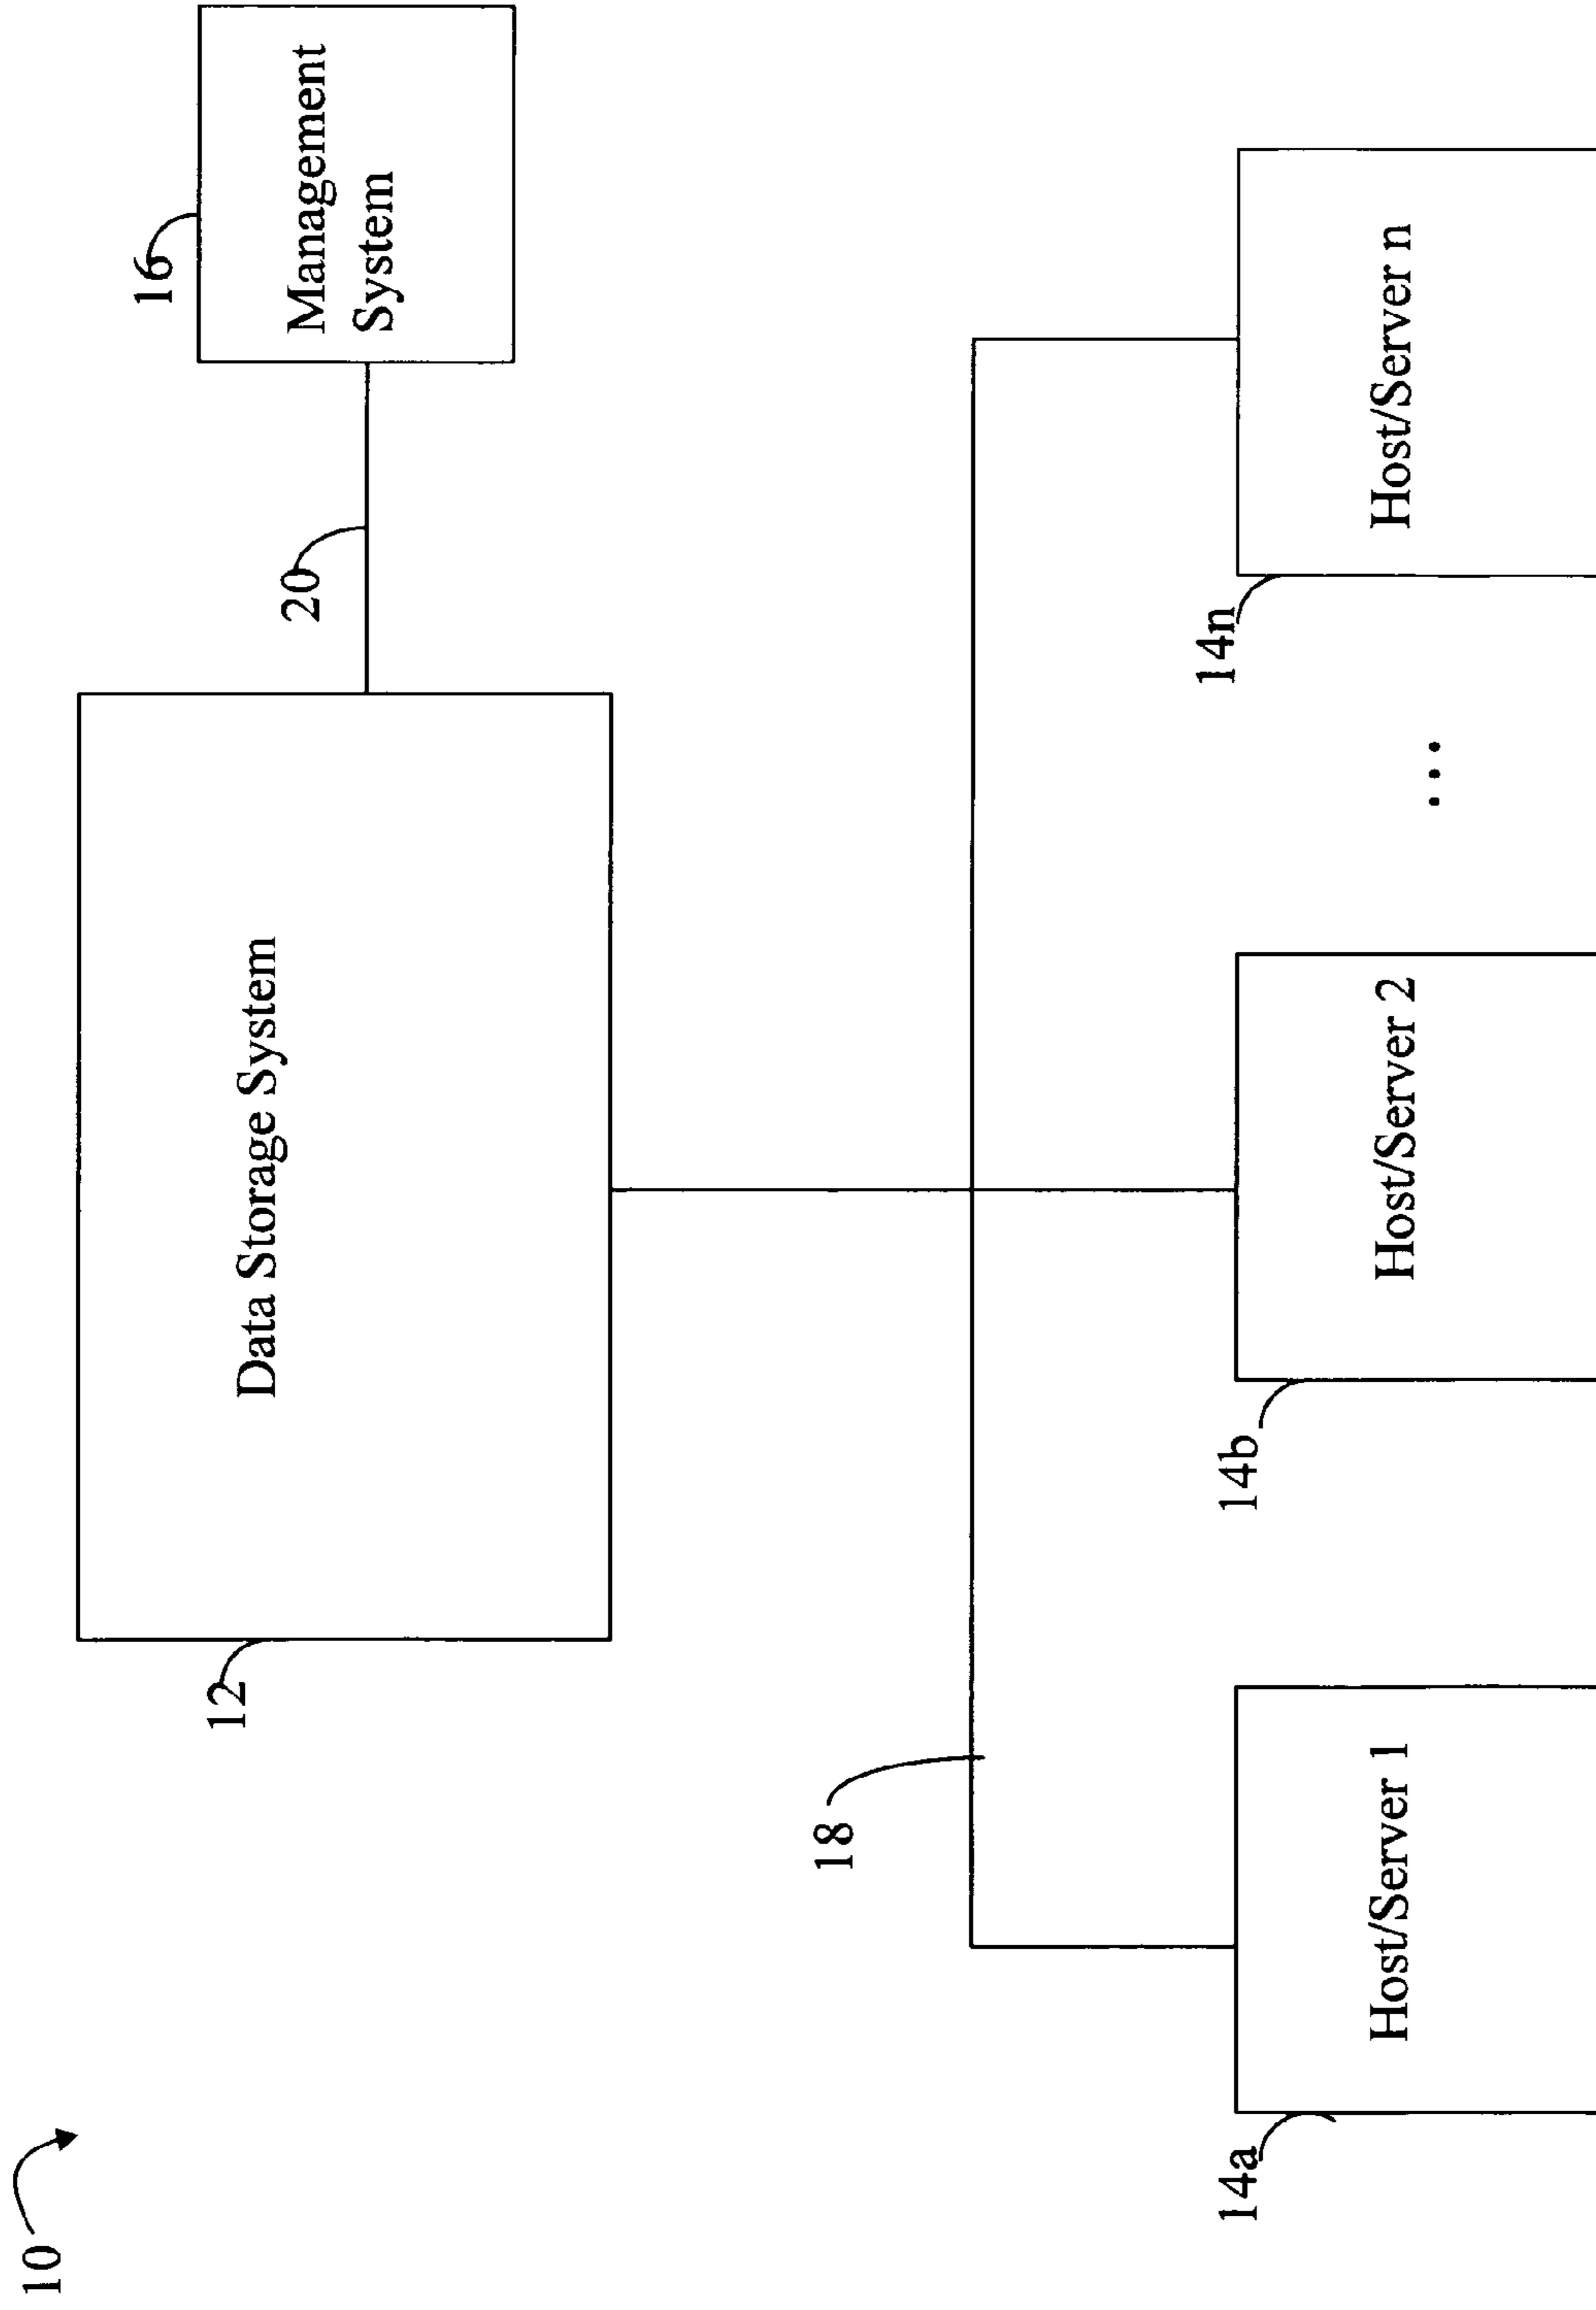 10
12
Data Storage System
20
16
Management
System
18
14a
Host/Server 1
14b
Host/Server 2
...
14n
Host/Server n